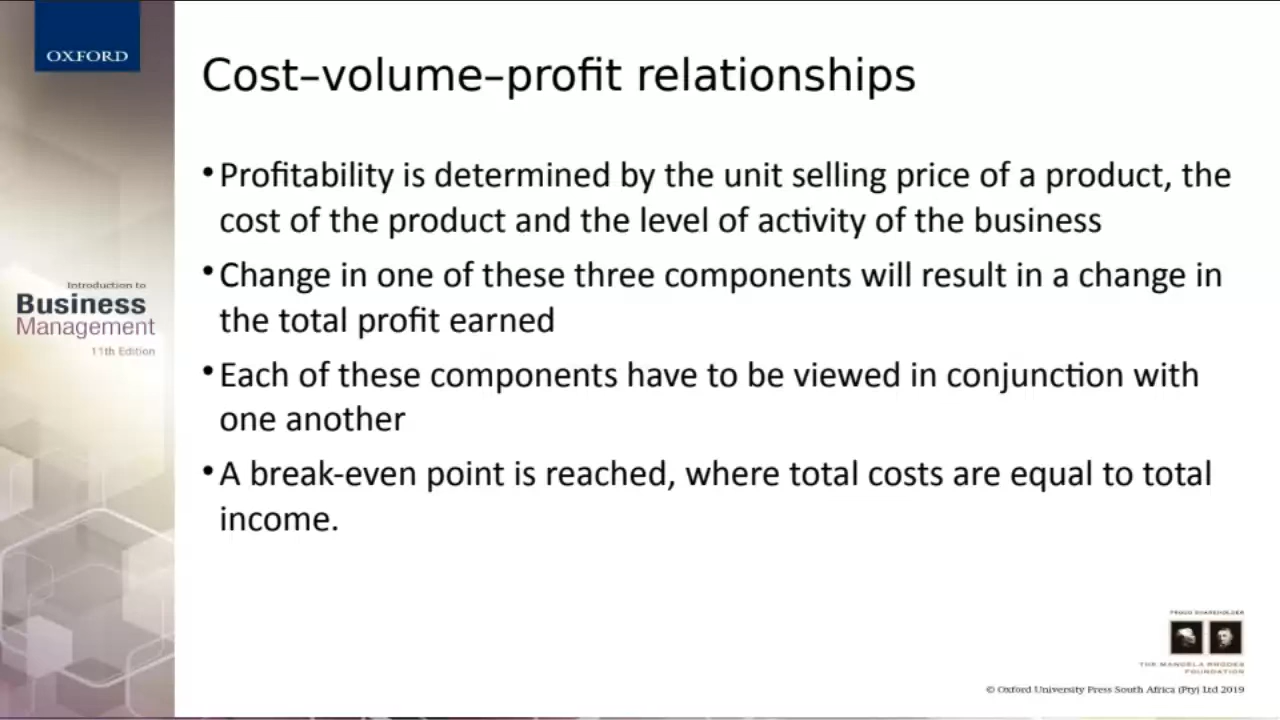 OXFORD
Cost–volume–profit relationships
•Profitability is determined by the unit selling price of a product, the
cost of the product and the level of activity of the business
•Change in one of these three components will result in a change in
the total profit earned
•Each of these components have to be viewed in conjunction with
one another
•A break-even point is reached, where total costs are equal to total
income.
Introduction to
Business
Management
11th Edition
PROUD SHAREHOLDER
THE MANDELA RHODES
FOUNDATION
© Oxford University Press South Africa (Pty) Ltd 2019